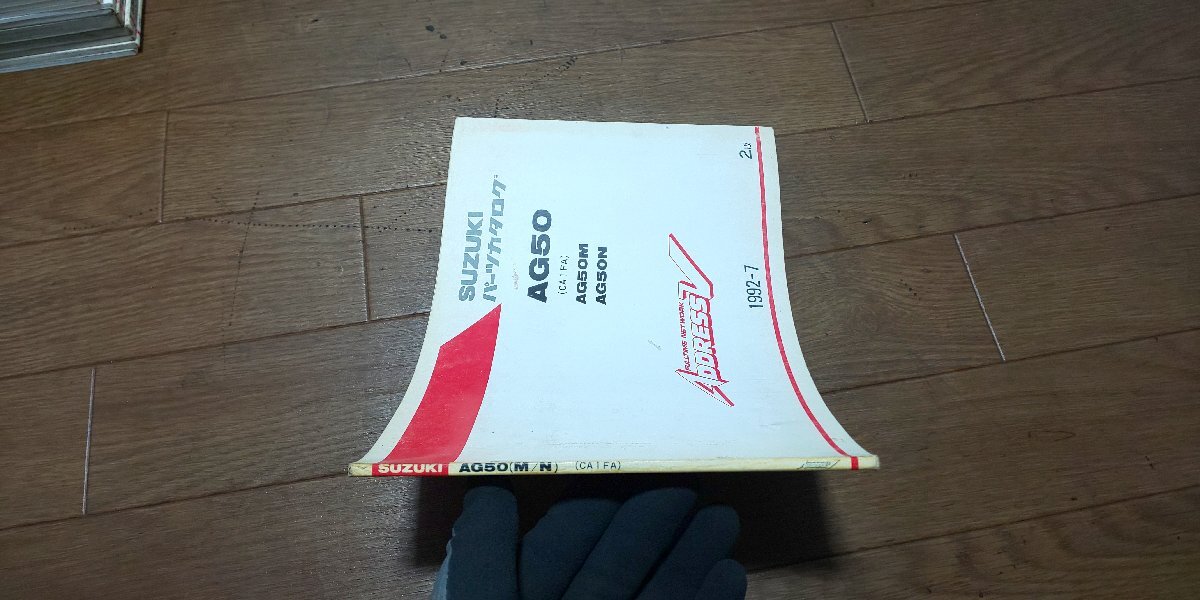 SUZUKI
パーツカタログ
AG50
(CA1FA)
AG50M
AG50N
ADDRESS V
1992-7
2版
SUZUKI AG50(M/N) (CA1FA)